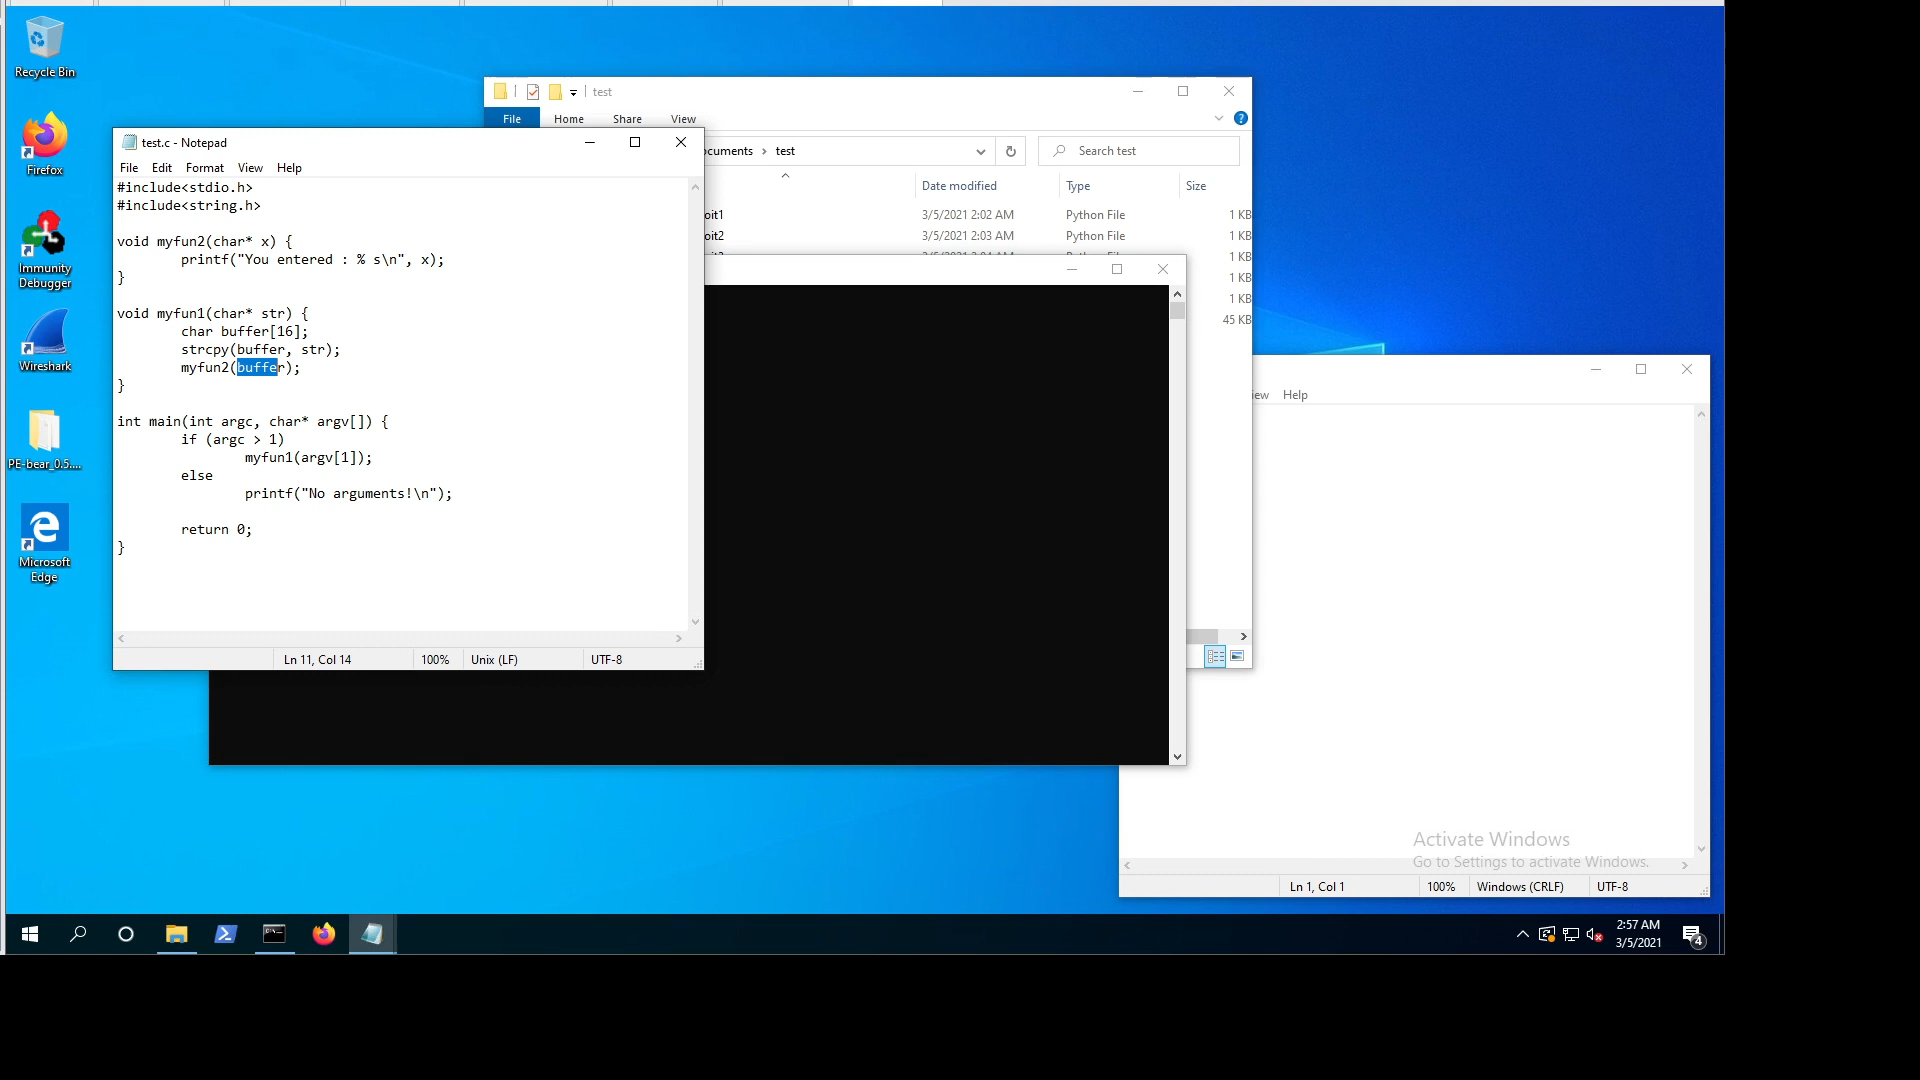 Recycle Bin
Firefox
Immunity
Debugger
Wireshark
PE-bear_0.5....
Microsoft
Edge
test
File Home Share View
ocuments > test
Search test
Date modified Type Size
oit1 3/5/2021 2:02 AM Python File 1 KB
oit2 3/5/2021 2:03 AM Python File 1 KB
1 KB
1 KB
1 KB
45 KB
test.c - Notepad
File Edit Format View Help
#include<stdio.h>
#include<string.h>
void myfun2(char* x) {
printf("You entered : % s\n", x);
}
void myfun1(char* str) {
char buffer[16];
strcpy(buffer, str);
myfun2(buffer);
}
int main(int argc, char* argv[]) {
if (argc > 1)
myfun1(argv[1]);
else
printf("No arguments!\n");
return 0;
}
Ln 11, Col 14 100% Unix (LF) UTF-8
iew Help
Activate Windows
Go to Settings to activate Windows.
Ln 1, Col 1 100% Windows (CRLF) UTF-8
2:57 AM
3/5/2021
4